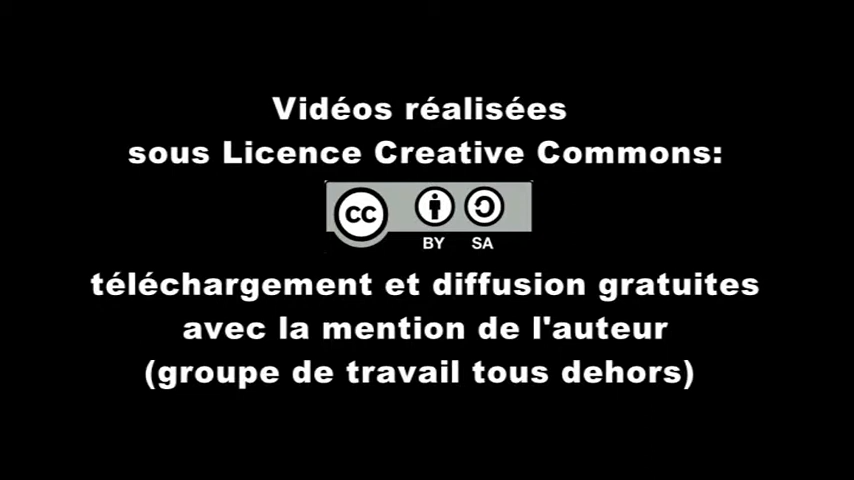 Vidéos réalisées
sous Licence Creative Commons:
CC
BY SA
téléchargement et diffusion gratuites
avec la mention de l'auteur
(groupe de travail tous dehors)